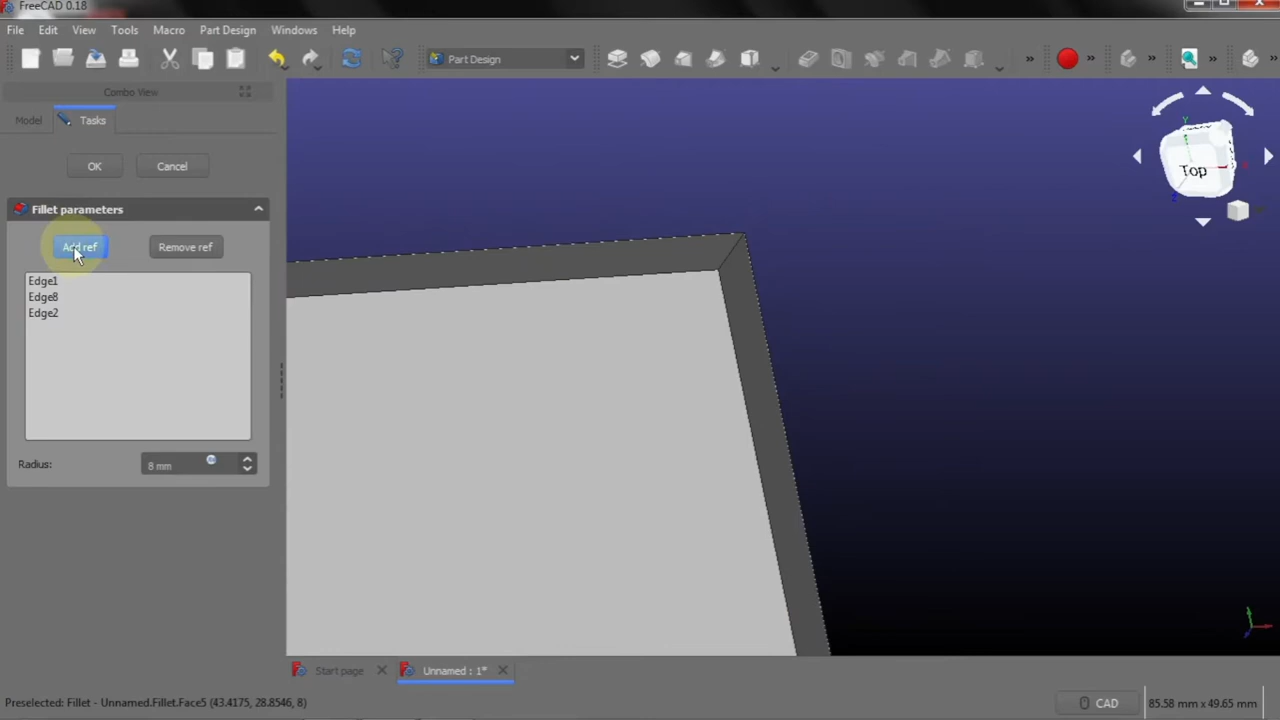 FreeCAD 0.18
File Edit View Tools Macro Part Design Windows Help
Part Design
» » » » »
Combo View
Model Tasks
OK Cancel
Fillet parameters
Add ref Remove ref
Edge1
Edge8
Edge2
Radius: 8 mm
Top
Y
X
Z
Start page Unnamed : 1*
Preselected: Fillet - Unnamed.Fillet.Face5 (43.4175, 28.8546, 8) CAD 85.58 mm x 49.65 mm